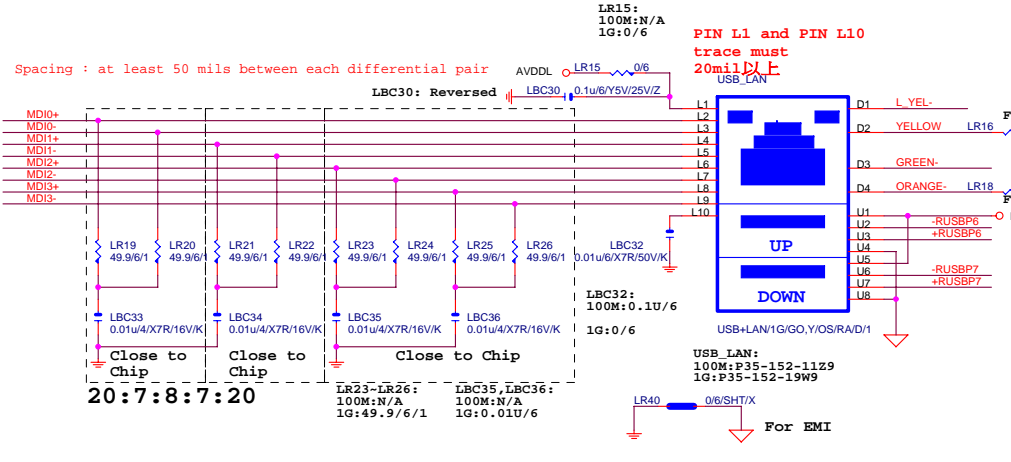 LR15:
100M:N/A
1G:0/6
PIN L1 and PIN L10
trace must
20mil以上
Spacing : at least 50 mils between each differential pair
AVDDL
LR15
0/6
USB_LAN
LBC30: Reversed
LBC30
0.1u/6/Y5V/25V/Z
MDI0+
MDI0-
MDI1+
MDI1-
MDI2+
MDI2-
MDI3+
MDI3-
L1
L2
L3
L4
L5
L6
L7
L8
L9
L10
D1
L_YEL-
D2
YELLOW
LR16
D3
GREEN-
D4
ORANGE-
LR18
U1
U2
-RUSBP6
U3
+RUSBP6
U4
U5
U6
-RUSBP7
U7
+RUSBP7
U8
UP
DOWN
LR19
49.9/6/1
LR20
49.9/6/1
LR21
49.9/6/1
LR22
49.9/6/1
LR23
49.9/6/1
LR24
49.9/6/1
LR25
49.9/6/1
LR26
49.9/6/1
LBC32
0.01u/6/X7R/50V/K
LBC32:
100M:0.1U/6
1G:0/6
LBC33
0.01u/4/X7R/16V/K
LBC34
0.01u/4/X7R/16V/K
LBC35
0.01u/4/X7R/16V/K
LBC36
0.01u/4/X7R/16V/K
USB+LAN/1G/GO,Y/OS/RA/D/1
Close to
Chip
Close to
Chip
Close to Chip
20:7:8:7:20
LR23-LR26:
100M:N/A
1G:49.9/6/1
LBC35,LBC36:
100M:N/A
1G:0.01U/6
USB_LAN:
100M:P35-152-11Z9
1G:P35-152-19W9
LR40
0/6/SHT/X
For EMI